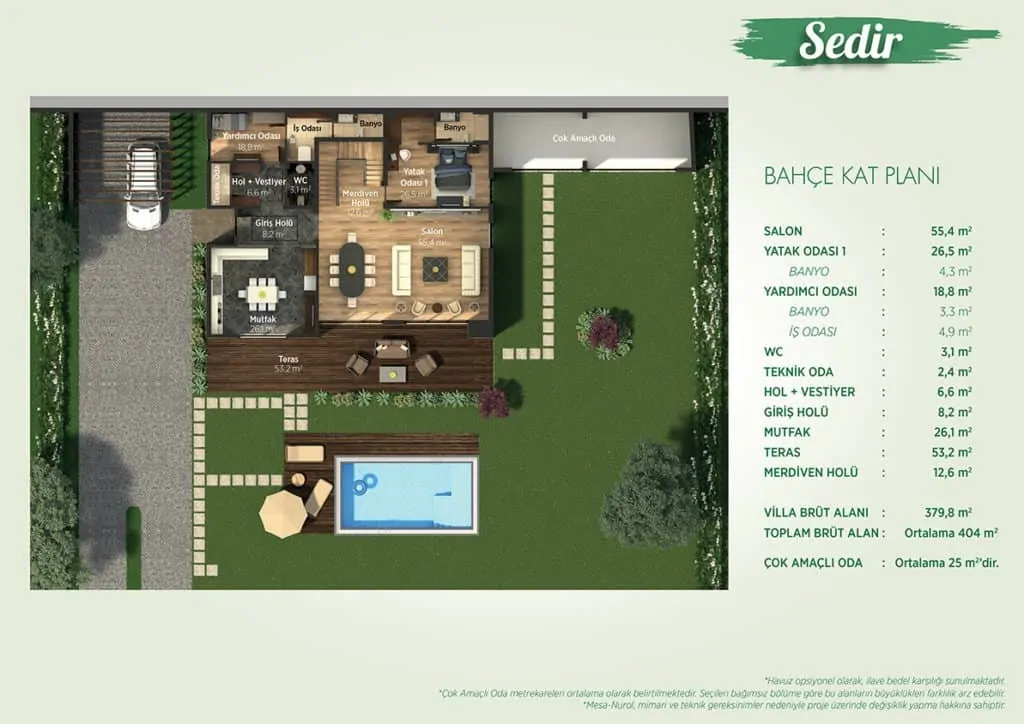 Sedir
Yardımcı Odası
18,8 m²
İş Odası
Banyo
Banyo
Çok Amaçlı Oda
Teknik Oda
Hol + Vestiyer
6,6 m²
WC
3,1 m²
Merdiven
Holü
12,6 m²
Yatak
Odası 1
26,5 m²
Giriş Holü
8,2 m²
Salon
55,4 m²
Mutfak
26,1 m²
Teras
53.2 m²
BAHÇE KAT PLANI
SALON : 55,4 m²
YATAK ODASI 1 : 26,5 m²
BANYO : 4,3 m²
YARDIMCI ODASI : 18,8 m²
BANYO : 3,3 m²
İŞ ODASI : 4,9 m²
WC : 3,1 m²
TEKNİK ODA : 2,4 m²
HOL + VESTİYER : 6,6 m²
GİRİŞ HOLÜ : 8,2 m²
MUTFAK : 26,1 m²
TERAS : 53,2 m²
MERDİVEN HOLÜ : 12,6 m²
VİLLA BRÜT ALANI : 379,8 m²
TOPLAM BRÜT ALAN : Ortalama 404 m²
ÇOK AMAÇLI ODA : Ortalama 25 m²'dir.
*Havuz opsiyonel olarak, ilave bedel karşılığı sunulmaktadır.
*Çok Amaçlı Oda metrekareleri ortalama olarak belirtilmektedir. Seçilen bağımsız bölüme göre bu alanların büyüklükleri farklılık arz edebilir.
*Mesa-Nurol, mimari ve teknik gereksinimler nedeniyle proje üzerinde değişiklik yapma hakkına sahiptir.